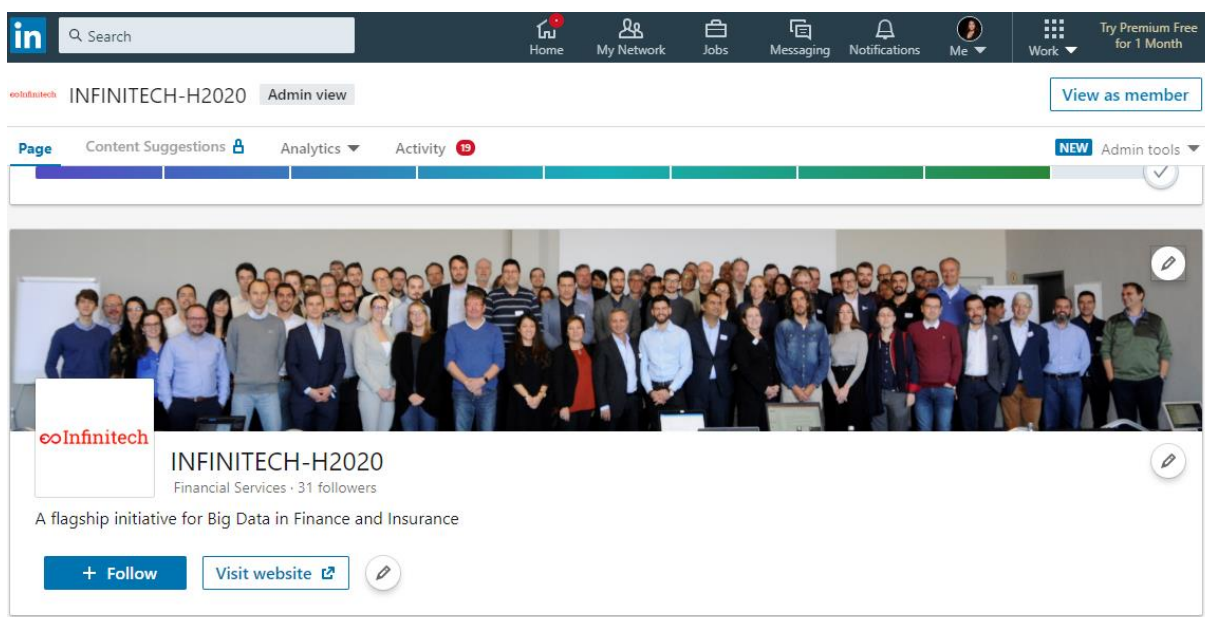 in
Search
Home
My Network
Jobs
Messaging
Notifications
Me
Work
Try Premium Free
for 1 Month
Infinitech
INFINITECH-H2020
Admin view
View as member
Page
Content Suggestions
Analytics
Activity 19
NEW
Admin tools
Infinitech
INFINITECH-H2020
Financial Services · 31 followers
A flagship initiative for Big Data in Finance and Insurance
+ Follow
Visit website